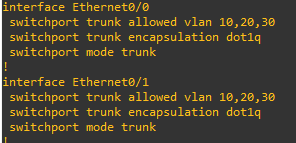 interface Ethernet0/0
 switchport trunk allowed vlan 10,20,30
 switchport trunk encapsulation dot1q
 switchport mode trunk
!
interface Ethernet0/1
 switchport trunk allowed vlan 10,20,30
 switchport trunk encapsulation dot1q
 switchport mode trunk
!